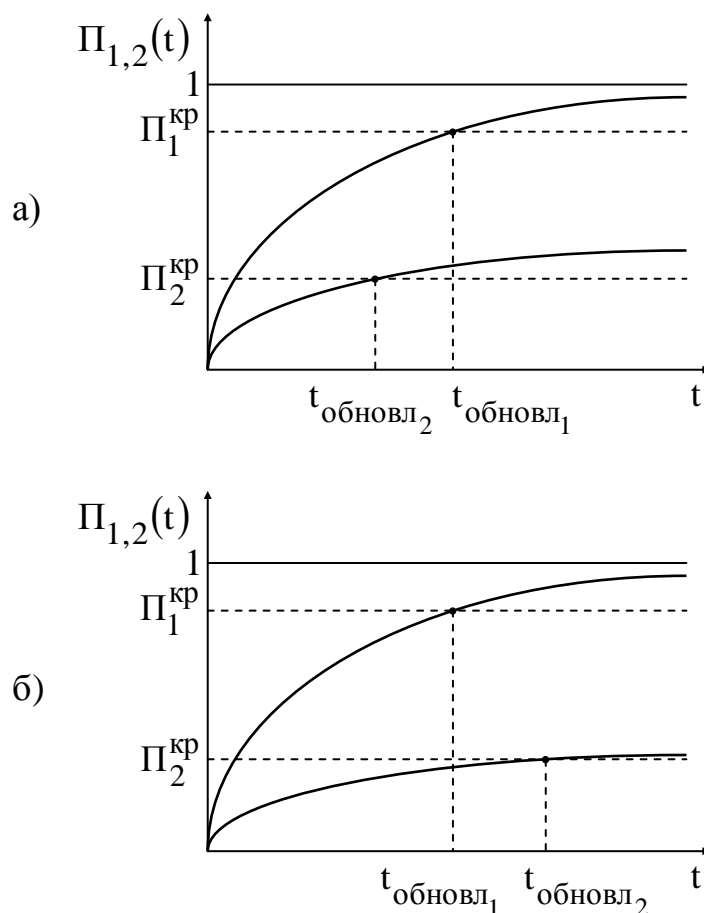 П1,2(t)
1
П1кр
а)
П2кр
tобновл2 tобновл1 t
П1,2(t)
1
П1кр
б)
П2кр
tобновл1 tобновл2 t